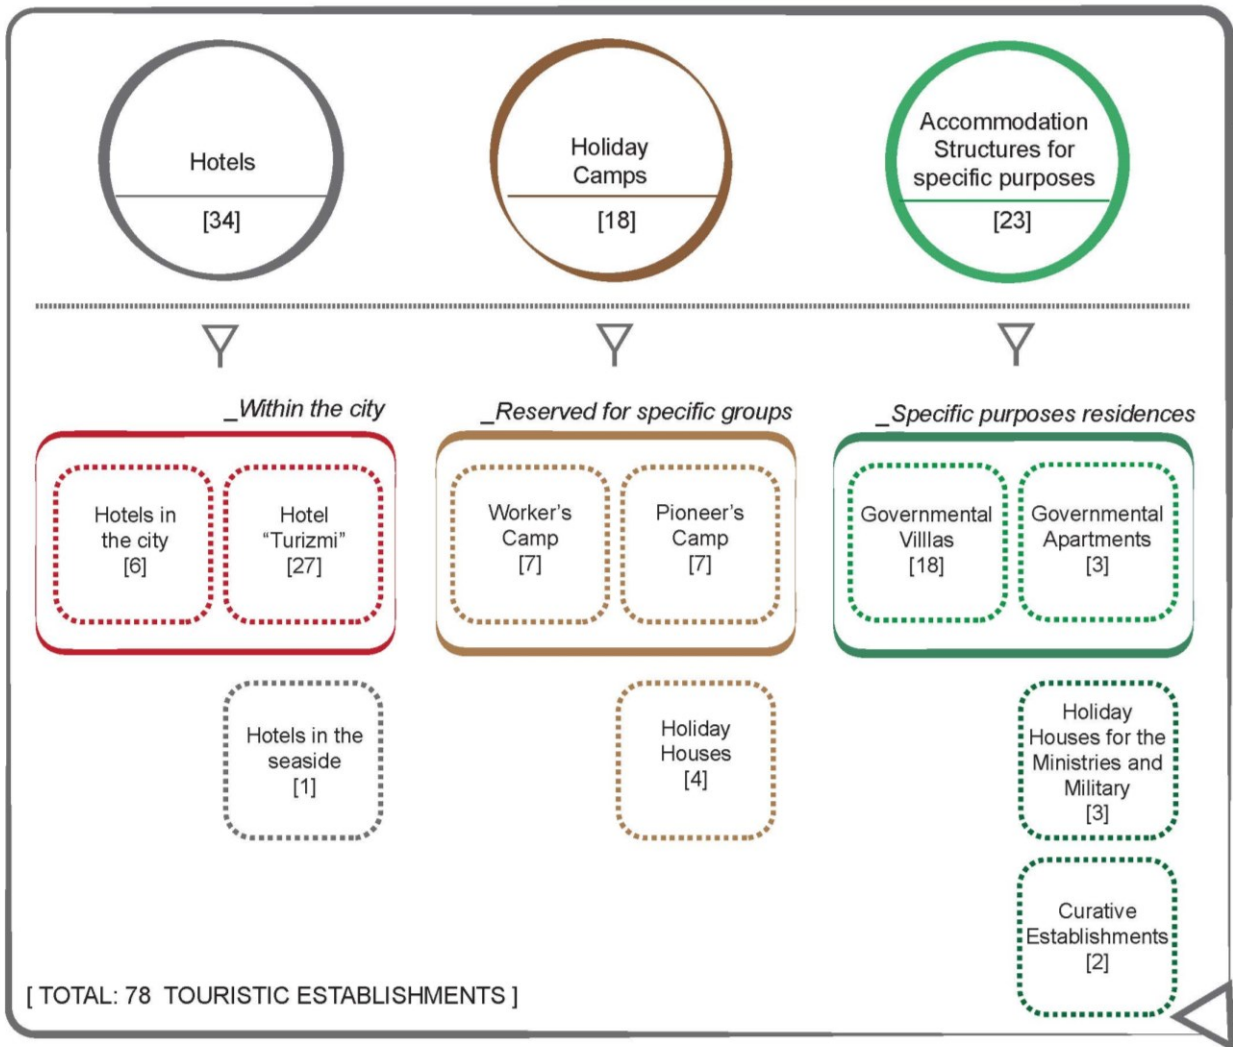 Hotels
[34]
Holiday
Camps
[18]
Accommodation
Structures for
specific purposes
[23]
_Within the city
Hotels in
the city
[6]
Hotel
“Turizmi”
[27]
Hotels in the
seaside
[1]
_Reserved for specific groups
Worker’s
Camp
[7]
Pioneer’s
Camp
[7]
Holiday
Houses
[4]
_Specific purposes residences
Governmental
Villlas
[18]
Governmental
Apartments
[3]
Holiday
Houses for the
Ministries and
Military
[3]
Curative
Establishments
[2]
[ TOTAL: 78 TOURISTIC ESTABLISHMENTS ]